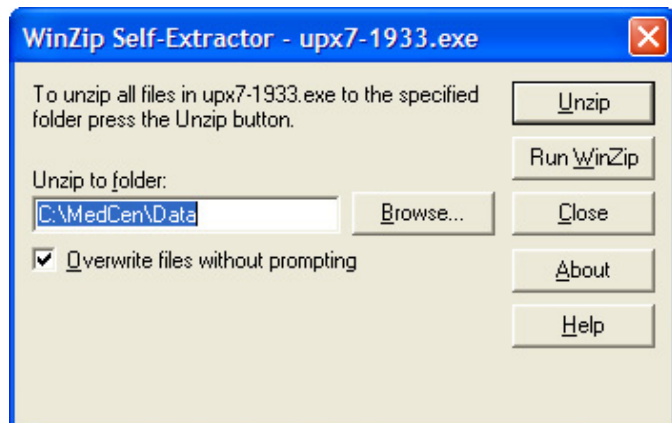 WinZip Self-Extractor - upx7-1933.exe
To unzip all files in upx7-1933.exe to the specified
folder press the Unzip button.
Unzip to folder:
C:\MedCen\Data
Browse...
Overwrite files without prompting
Unzip
Run WinZip
Close
About
Help